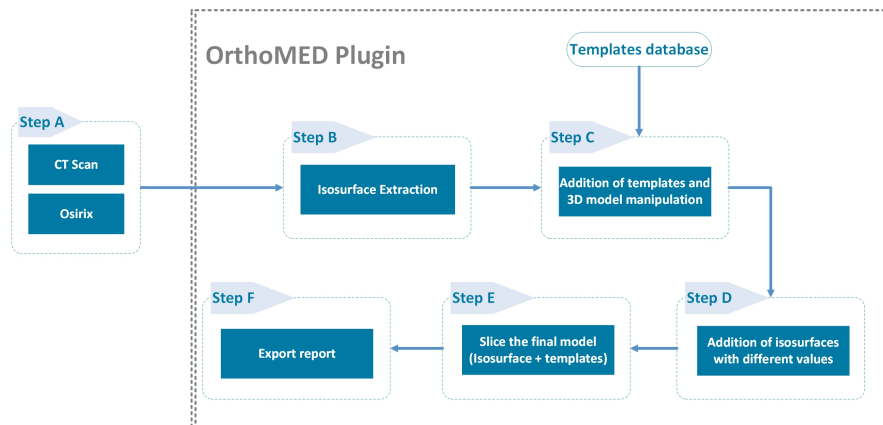 OrthoMED Plugin
Templates database
Step A
CT Scan
Osirix
Step B
Isosurface Extraction
Step C
Addition of templates and
3D model manipulation
Step D
Addition of isosurfaces
with different values
Step E
Slice the final model
(Isosurface + templates)
Step F
Export report